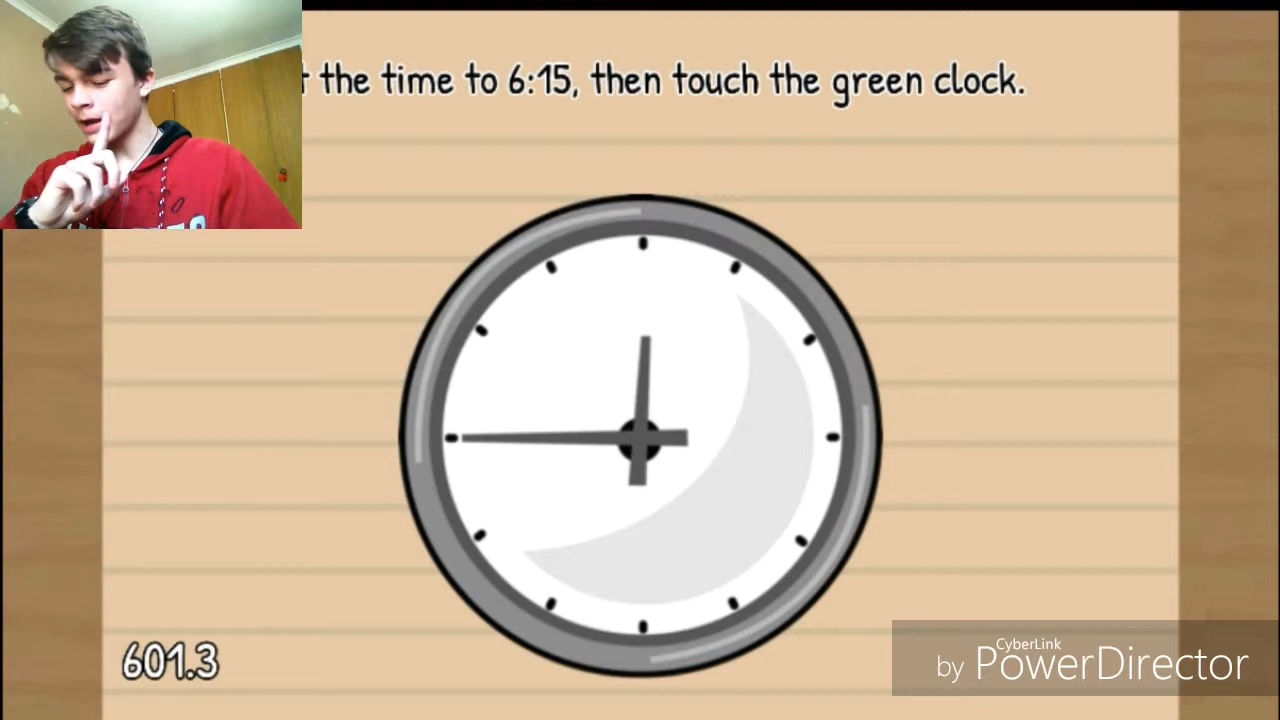 the time to 6:15, then touch the green clock.
601.3
CyberLink
by PowerDirector